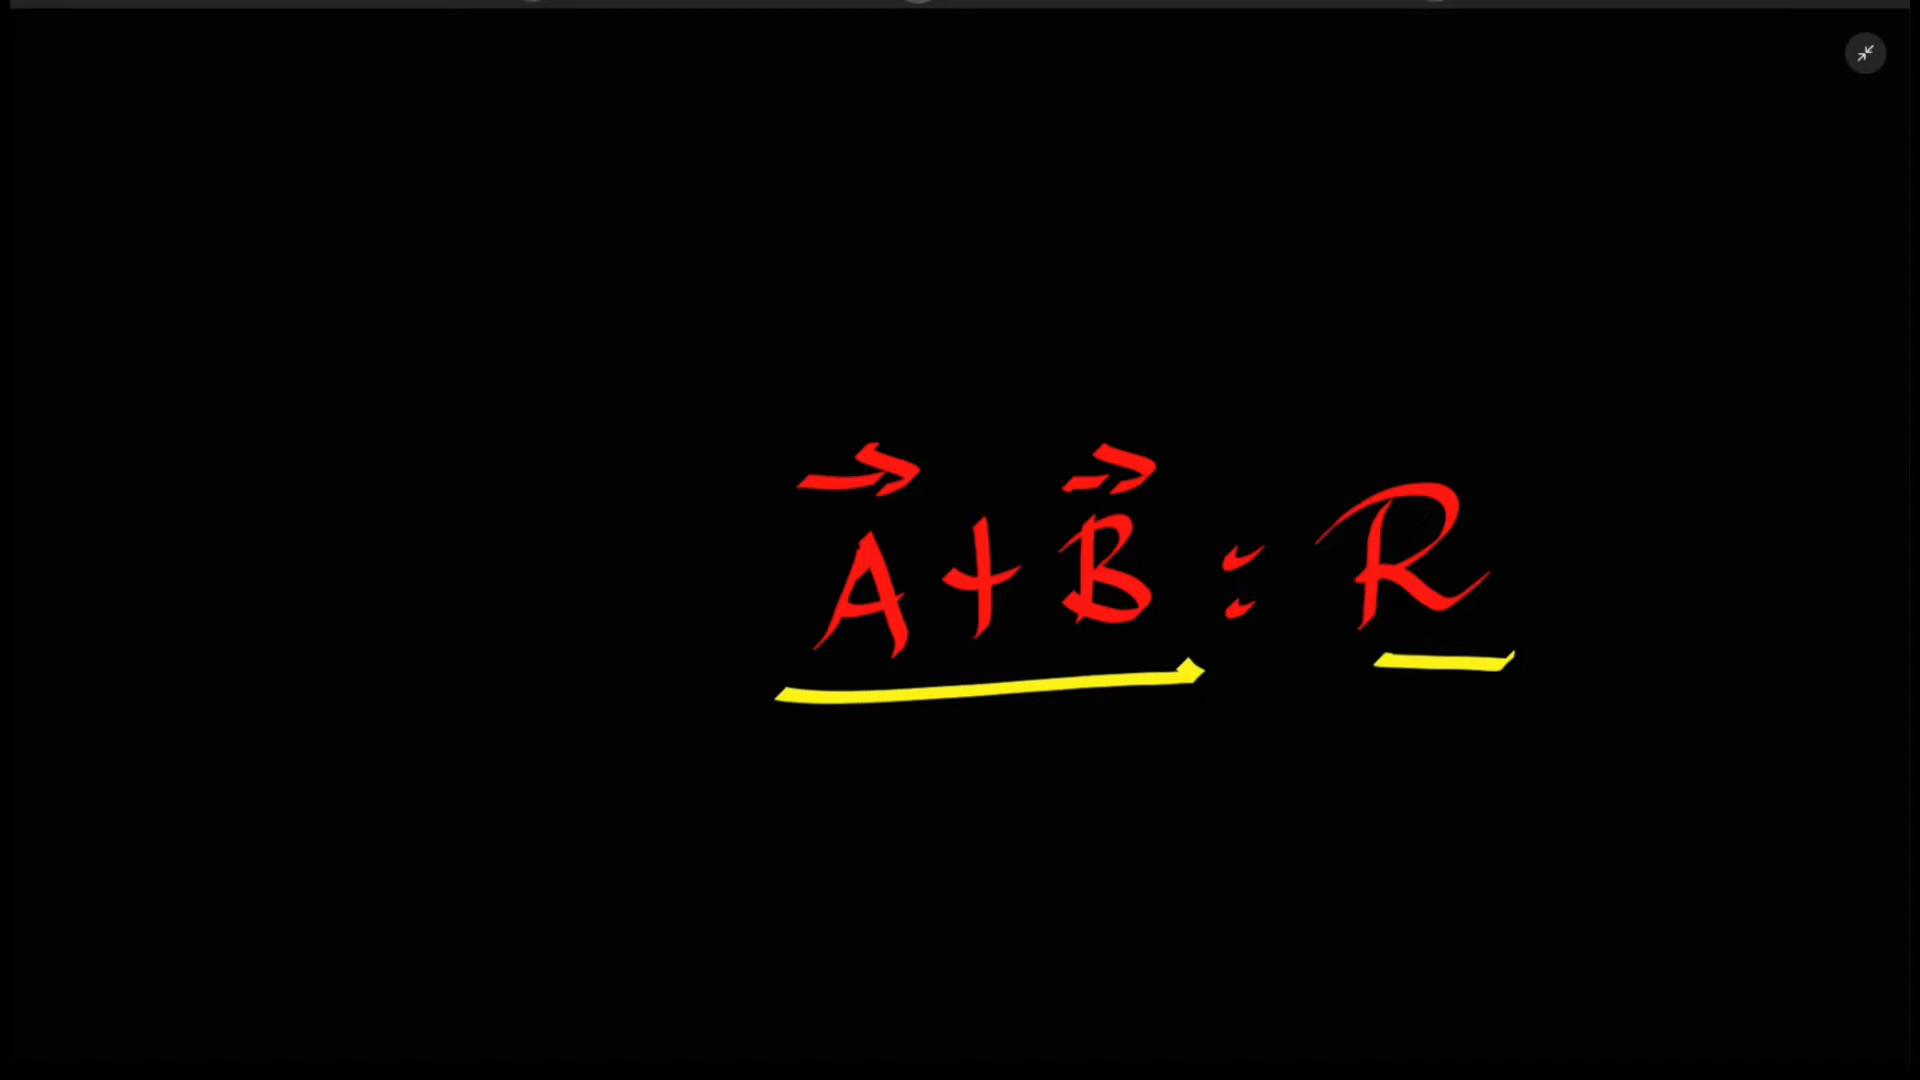 A⃗ + B⃗ = R